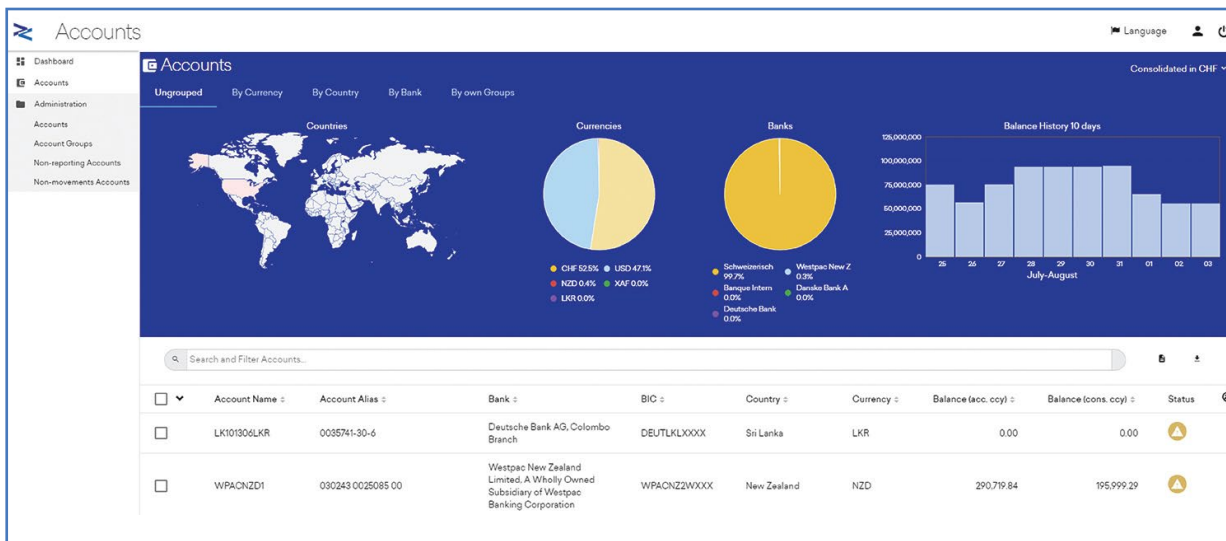 Accounts
Language
Dashboard
Accounts
Administration
Accounts
Account Groups
Non-reporting Accounts
Non-movements Accounts
Accounts
Consolidated in CHF
Ungrouped By Currency By Country By Bank By own Groups
Countries
Currencies
CHF 52.5% USD 47.1%
NZD 0.4% XAF 0.0%
LKR 0.0%
Banks
Schweizerisch 99.7%
Westpac New Z 0.3%
Banque Intern 0.0%
Danske Bank A 0.0%
Deutsche Bank 0.0%
Balance History 10 days
125,000,000
100,000,000
75,000,000
50,000,000
25,000,000
0
25 26 27 28 29 30 31 01 02 03
July-August
Search and Filter Accounts...
Account Name Account Alias Bank BIC Country Currency Balance (acc. ccy) Balance (cons. ccy) Status
LK101306LKR 0035741-30-6 Deutsche Bank AG, Colombo Branch DEUTLKLXXXX Sri Lanka LKR 0.00 0.00
WPACNZD1 030243 0025085 00 Westpac New Zealand Limited, A Wholly Owned Subsidiary of Westpac Banking Corporation WPACNZ2WXXX New Zealand NZD 290,719.84 195,999.29